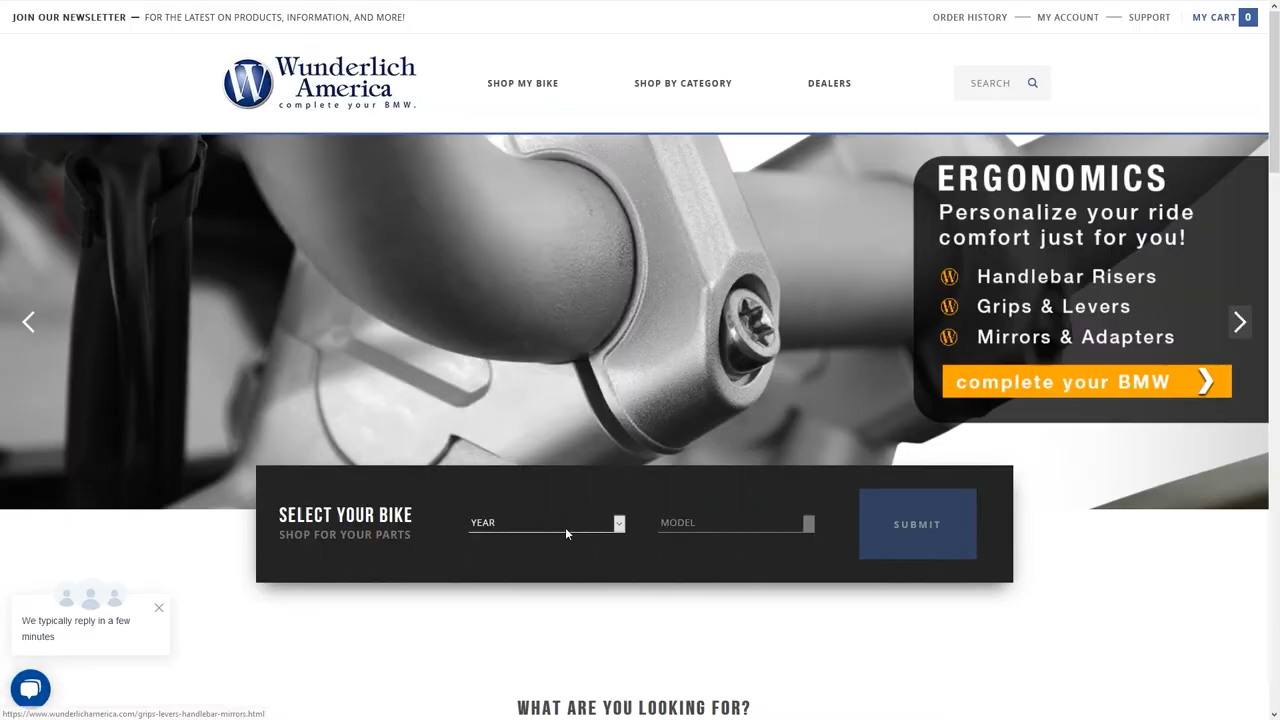 JOIN OUR NEWSLETTER — FOR THE LATEST ON PRODUCTS, INFORMATION, AND MORE!
ORDER HISTORY — MY ACCOUNT — SUPPORT
MY CART 0
Wunderlich
America
complete your BMW.
SHOP MY BIKE
SHOP BY CATEGORY
DEALERS
SEARCH
ERGONOMICS
Personalize your ride
comfort just for you!
Handlebar Risers
Grips & Levers
Mirrors & Adapters
complete your BMW
SELECT YOUR BIKE
SHOP FOR YOUR PARTS
YEAR
MODEL
SUBMIT
We typically reply in a few
minutes
WHAT ARE YOU LOOKING FOR?
https://www.wunderlichamerica.com/grips-levers-handlebar-mirrors.html